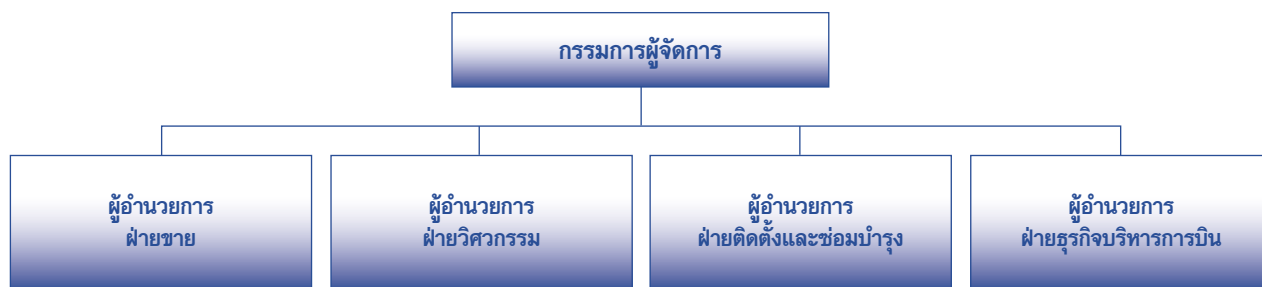 กรรมการผู้จัดการ
ผู้อำนวยการ
ฝ่ายขาย
ผู้อำนวยการ
ฝ่ายวิศวกรรม
ผู้อำนวยการ
ฝ่ายติดตั้งและซ่อมบำรุง
ผู้อำนวยการ
ฝ่ายธุรกิจบริหารการบิน